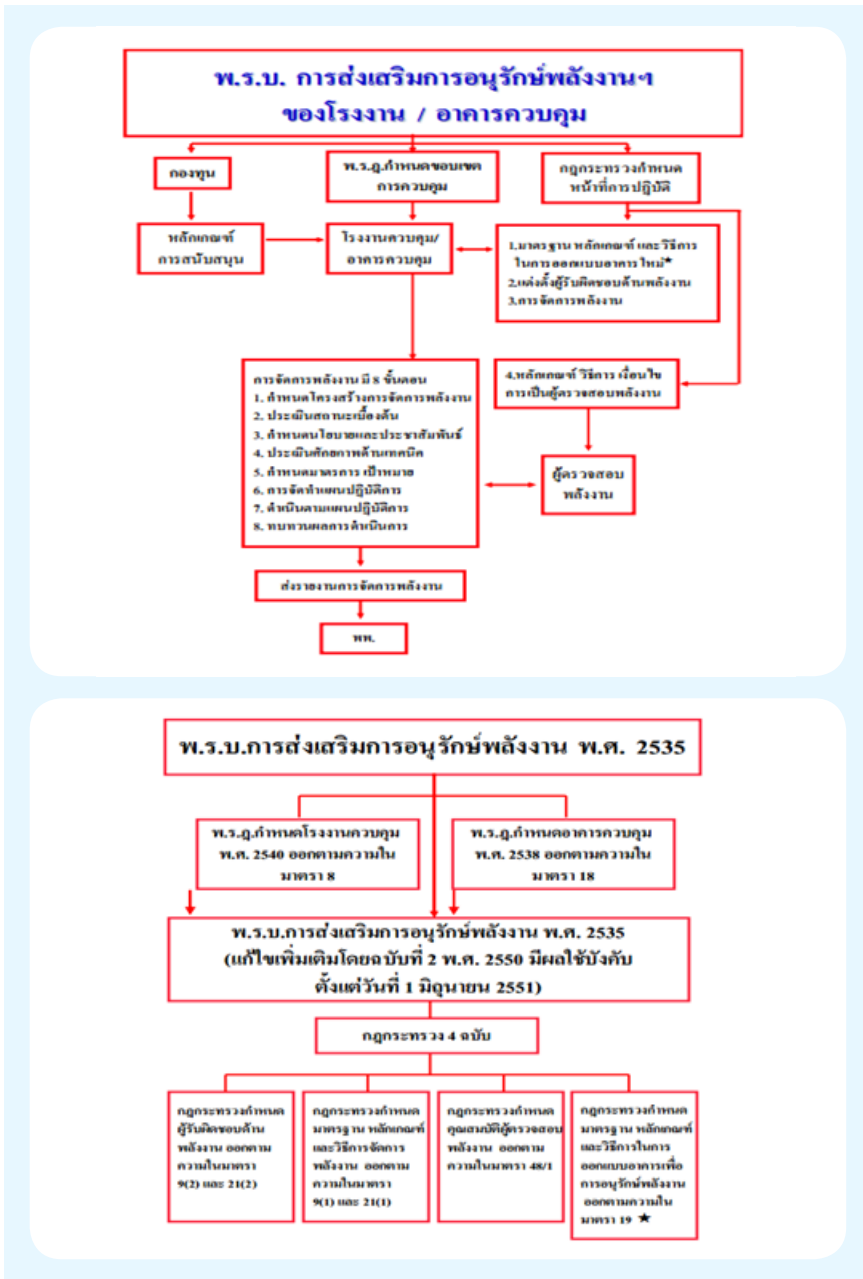 พ.ร.บ. การส่งเสริมการอนุรักษ์พลังงานฯ
ของโรงงาน / อาคารควบคุม
กองทุน
พ.ร.ฎ.กำหนดขอบเขต
การควบคุม
กฎกระทรวงกำหนด
หน้าที่การปฏิบัติ
หลักเกณฑ์
การสนับสนุน
โรงงานควบคุม/
อาคารควบคุม
1.มาตรฐาน หลักเกณฑ์ และวิธีการ
ในการออกแบบอาคารใหม่★
2.แต่งตั้งผู้รับผิดชอบด้านพลังงาน
3.การจัดการพลังงาน
การจัดการพลังงาน มี 8 ขั้นตอน
1. กำหนดโครงสร้างการจัดการพลังงาน
2. ประเมินสถานะเบื้องต้น
3. กำหนดนโยบายและประชาสัมพันธ์
4. ประเมินศักยภาพด้านเทคนิค
5. กำหนดมาตรการ เป้าหมาย
6. การจัดทำแผนปฏิบัติการ
7. ดำเนินตามแผนปฏิบัติการ
8. ทบทวนผลการดำเนินการ
4.หลักเกณฑ์ วิธีการ เงื่อนไข
การเป็นผู้ตรวจสอบพลังงาน
ผู้ตรวจสอบ
พลังงาน
ส่งรายงานการจัดการพลังงาน
พพ.
พ.ร.บ.การส่งเสริมการอนุรักษ์พลังงาน พ.ศ. 2535
พ.ร.ฎ.กำหนดโรงงานควบคุม
พ.ศ. 2540 ออกตามความใน
มาตรา 8
พ.ร.ฎ.กำหนดอาคารควบคุม
พ.ศ. 2538 ออกตามความใน
มาตรา 18
พ.ร.บ.การส่งเสริมการอนุรักษ์พลังงาน พ.ศ. 2535
(แก้ไขเพิ่มเติมโดยฉบับที่ 2 พ.ศ. 2550 มีผลใช้บังคับ
ตั้งแต่วันที่ 1 มิถุนายน 2551)
กฎกระทรวง 4 ฉบับ
กฎกระทรวงกำหนด
ผู้รับผิดชอบด้าน
พลังงาน ออกตาม
ความในมาตรา
9(2) และ 21(2)
กฎกระทรวงกำหนด
มาตรฐาน หลักเกณฑ์
และวิธีการจัดการ
พลังงาน ออกตาม
ความในมาตรา
9(1) และ 21(1)
กฎกระทรวงกำหนด
คุณสมบัติผู้ตรวจสอบ
พลังงาน ออกตาม
ความในมาตรา 48/1
กฎกระทรวงกำหนด
มาตรฐาน หลักเกณฑ์
และวิธีการในการ
ออกแบบอาคารเพื่อ
การอนุรักษ์พลังงาน
ออกตามความใน
มาตรา 19 ★